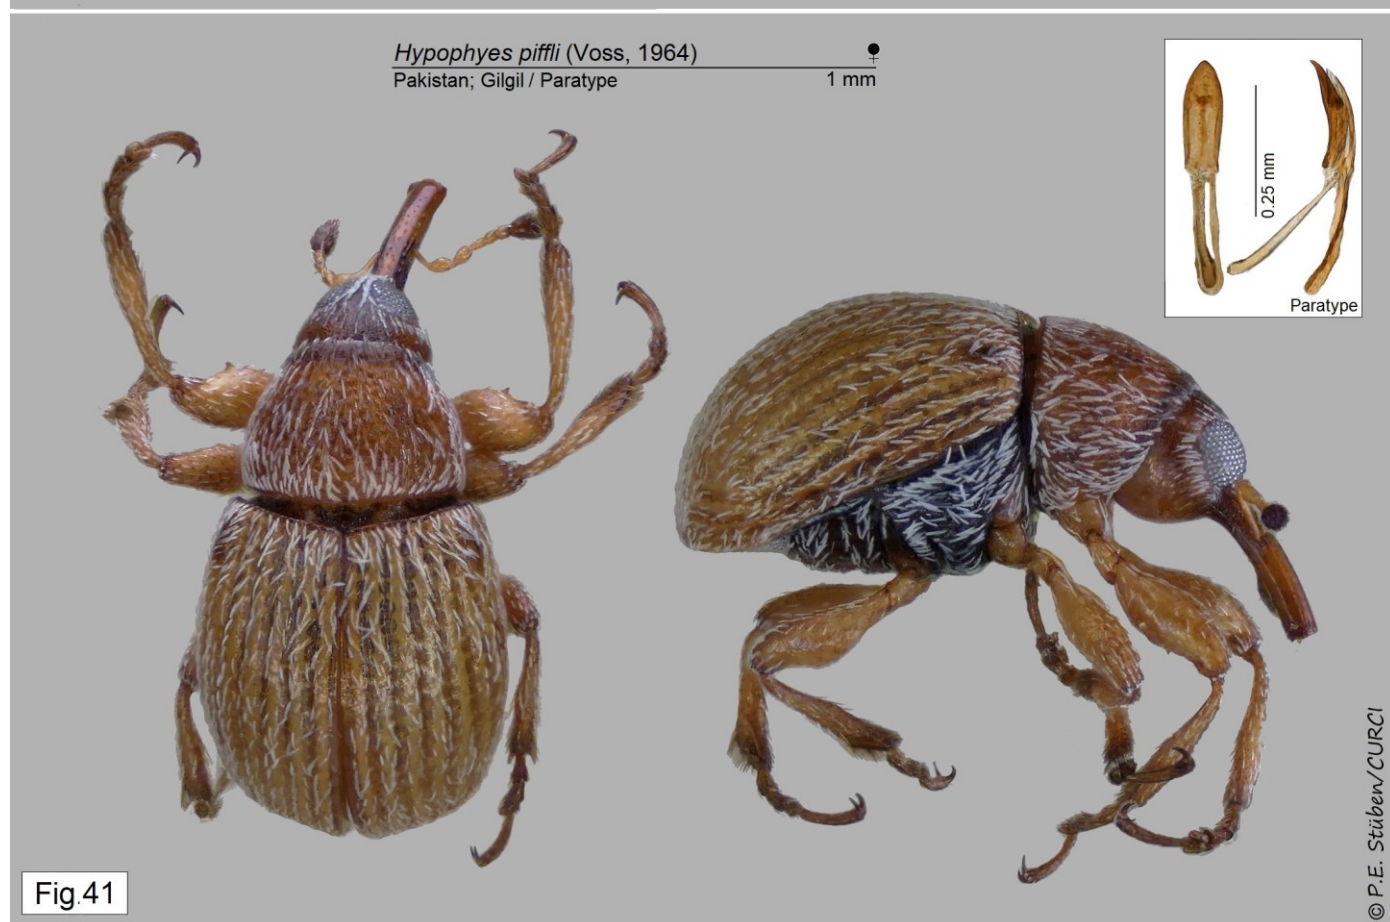 Hypophyes piffli (Voss, 1964) ♀
Pakistan; Gilgil / Paratype 1 mm
0.25 mm
Paratype
Fig.41
© P.E. Stüben/CURCI